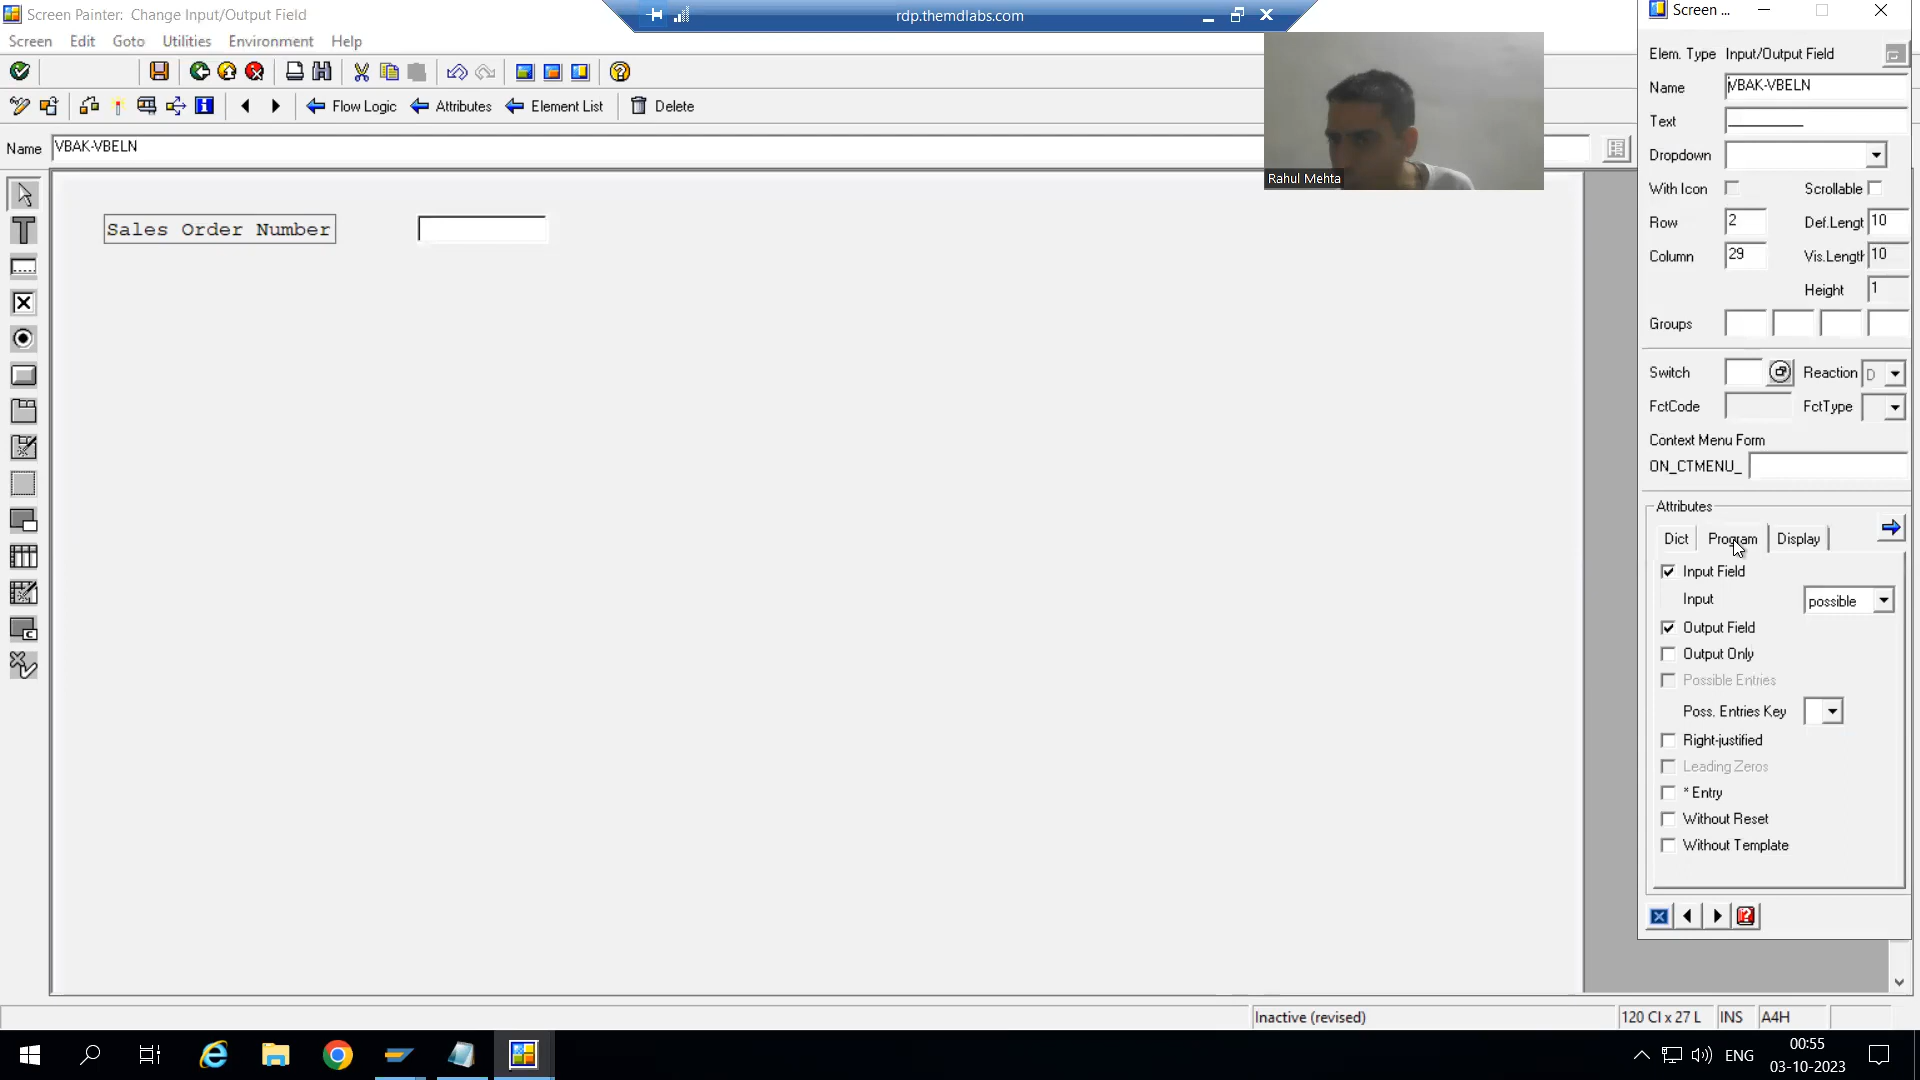 Screen Painter: Change Input/Output Field
rdp.themdlabs.com
Screen ...
Screen Edit Goto Utilities Environment Help
Elem. Type Input/Output Field
Name VBAK-VBELN
Flow Logic Attributes Element List Delete
Text __________
Name VBAK-VBELN
Dropdown
Rahul Mehta
With Icon Scrollable
Sales Order Number
Row 2 Def.Lengt 10
Column 29 Vis.Length 10
Height 1
Groups
Switch Reaction D
FctCode FctType
Context Menu Form
ON_CTMENU_
Attributes
Dict Program Display
Input Field
Input possible
Output Field
Output Only
Possible Entries
Poss. Entries Key
Right-justified
Leading Zeros
* Entry
Without Reset
Without Template
Inactive (revised) 120 Cl x 27 L INS A4H
ENG
00:55
03-10-2023